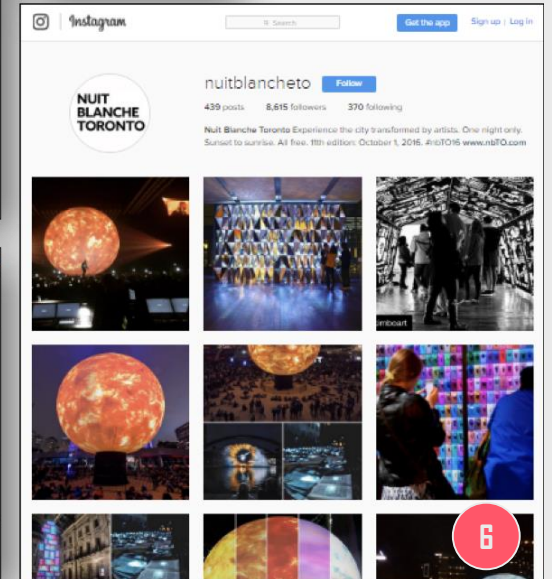 Instagram
Search
Get the app
Sign up | Log in
NUIT
BLANCHE
TORONTO
nuitblancheto Follow
439 posts 8,615 followers 370 following
Nuit Blanche Toronto Experience the city transformed by artists. One night only.
Sunset to sunrise. All free. 11th edition: October 1, 2016. #nbTO16 www.nbTO.com
imboart
6